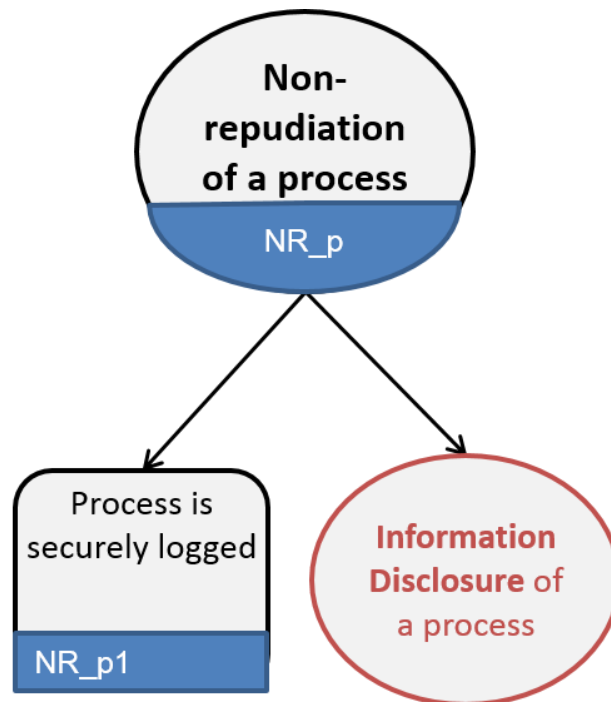 Non-
repudiation
of a process
NR_p
Process is
securely logged
NR_p1
Information
Disclosure of
a process